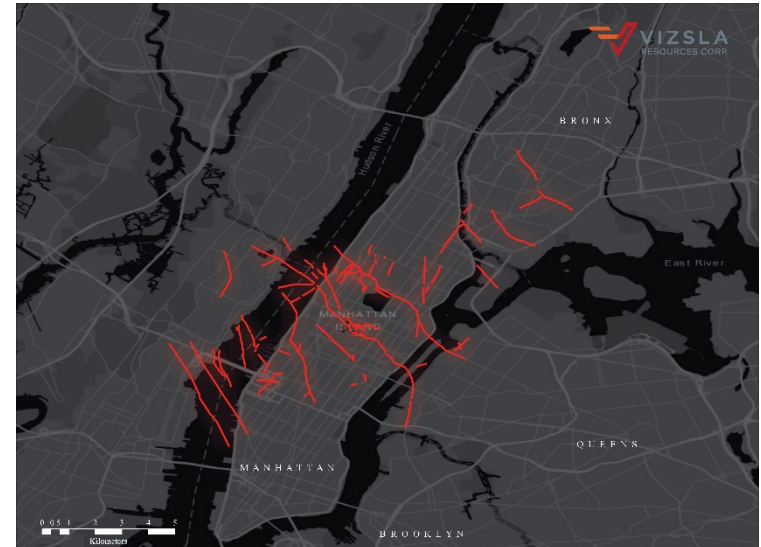 VIZSLA
RESOURCES CORP.
BRONX
Hudson River
East River
MANHATTAN
ISLAND
QUEENS
MANHATTAN
BROOKLYN
0 0.5 1 2 3 4 5
Kilometers